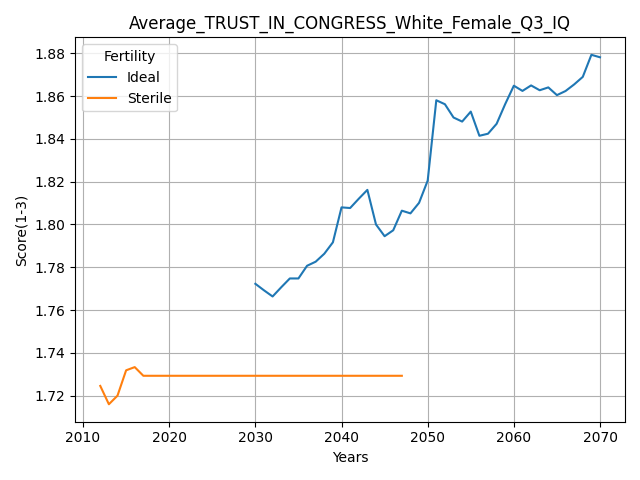 Average_TRUST_IN_CONGRESS_White_Female_Q3_IQ
Fertility
Ideal
Sterile
Score(1-3)
1.88
1.86
1.84
1.82
1.80
1.78
1.76
1.74
1.72
2010 2020 2030 2040 2050 2060 2070
Years